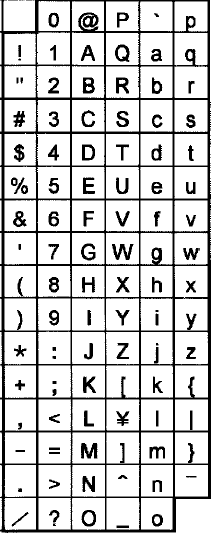 0 @ P ` p
! 1 A Q a q
" 2 B R b r
# 3 C S c s
$ 4 D T d t
% 5 E U e u
& 6 F V f v
' 7 G W g w
( 8 H X h x
) 9 I Y i y
* : J Z j z
+ ; K [ k {
, < L ¥ l |
- = M ] m }
. > N ^ n ‾
/ ? O _ o